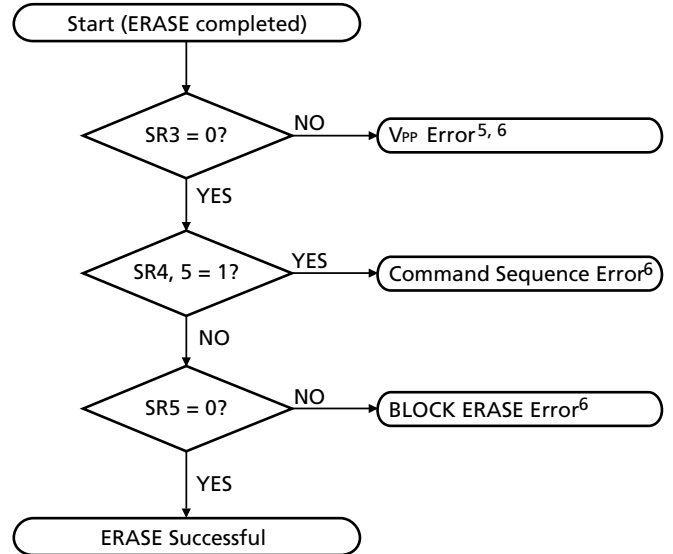 Start (ERASE completed)
SR3 = 0?
NO
VPP Error5, 6
YES
SR4, 5 = 1?
YES
Command Sequence Error6
NO
SR5 = 0?
NO
BLOCK ERASE Error6
YES
ERASE Successful